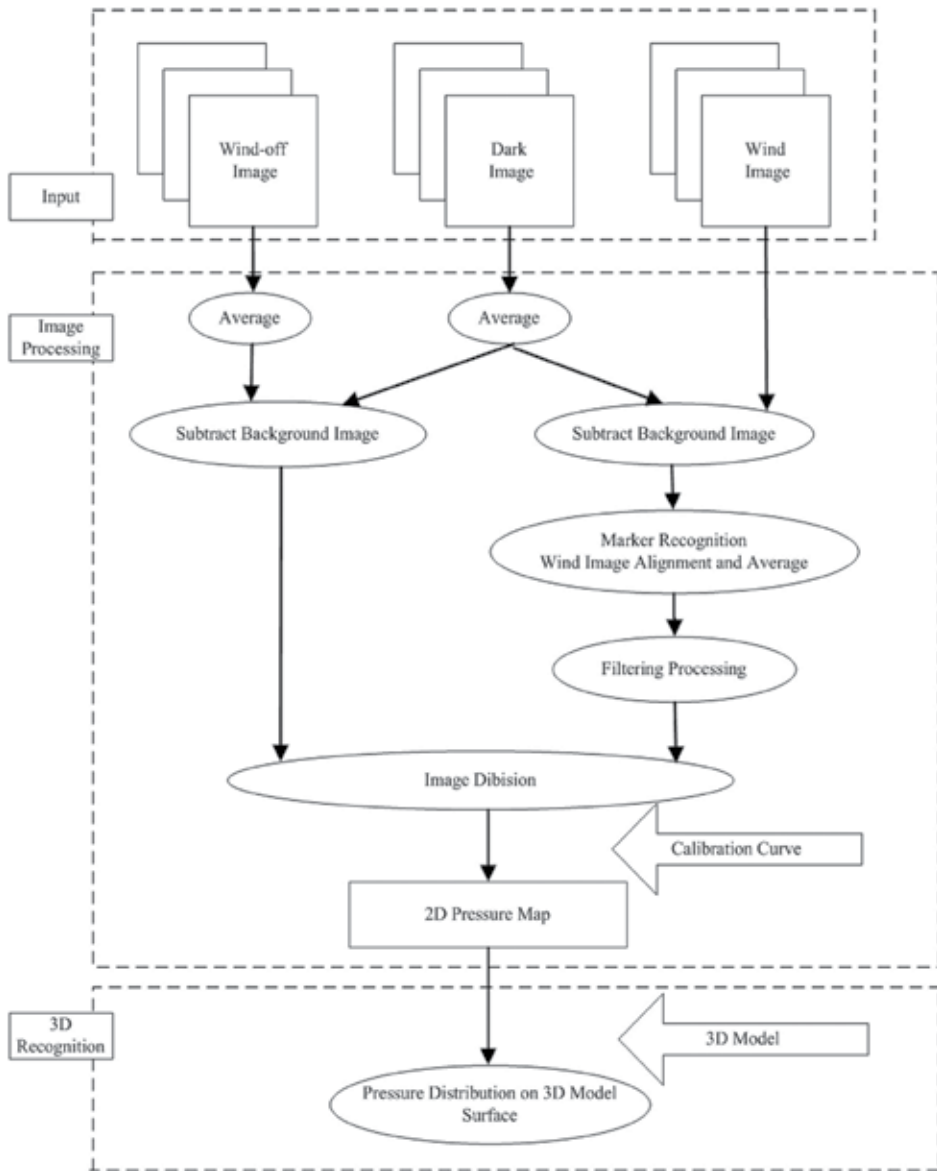 Wind-off
Image
Dark
Image
Wind
Image
Input
Average
Average
Image
Processing
Subtract Background Image
Subtract Background Image
Marker Recognition
Wind Image Alignment and Average
Filtering Processing
Image Dibision
Calibration Curve
2D Pressure Map
3D
Recognition
3D Model
Pressure Distribution on 3D Model
Surface